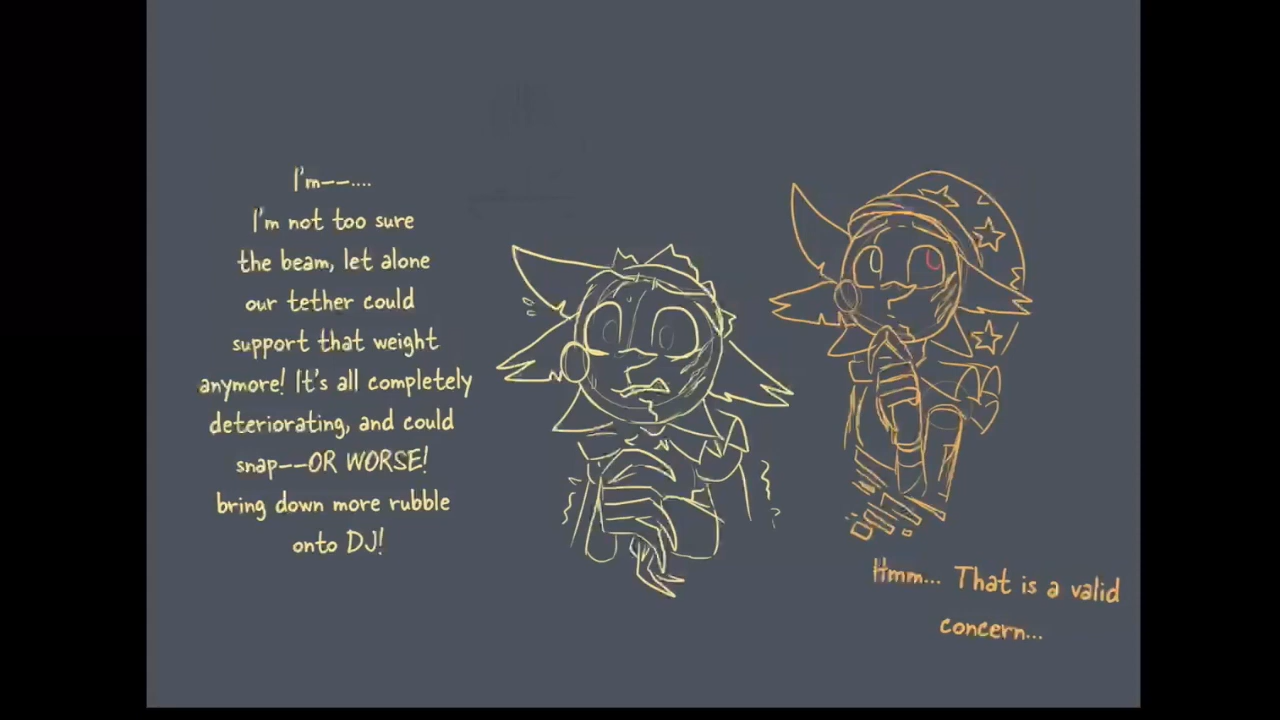 I'm--....
I'm not too sure
the beam, let alone
our tether could
support that weight
anymore! It's all completely
deteriorating, and could
snap--OR WORSE!
bring down more rubble
onto DJ!
Hmm... That is a valid
concern...